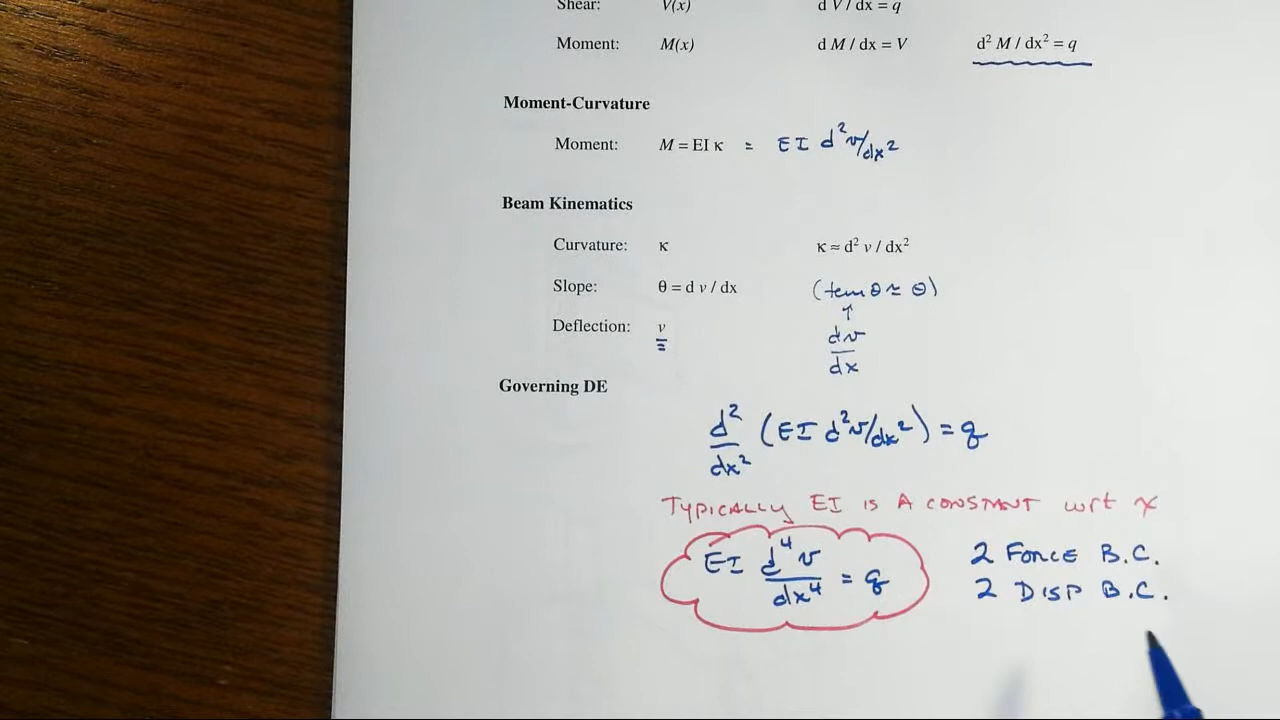 Shear: V(x) d V / dx = q
Moment: M(x) d M / dx = V d² M / dx² = q
Moment-Curvature
Moment: M = EI κ = EI d²v/dx²
Beam Kinematics
Curvature: κ κ ≈ d² v / dx²
Slope: θ = d v / dx (tan θ ≈ θ)
↑
Deflection: v dv/dx
Governing DE
d²/dx² (EI d²v/dx²) = q
TYPICALLY EI IS A CONSTANT wrt x
EI d⁴v/dx⁴ = q 2 FORCE B.C.
2 DISP B.C.